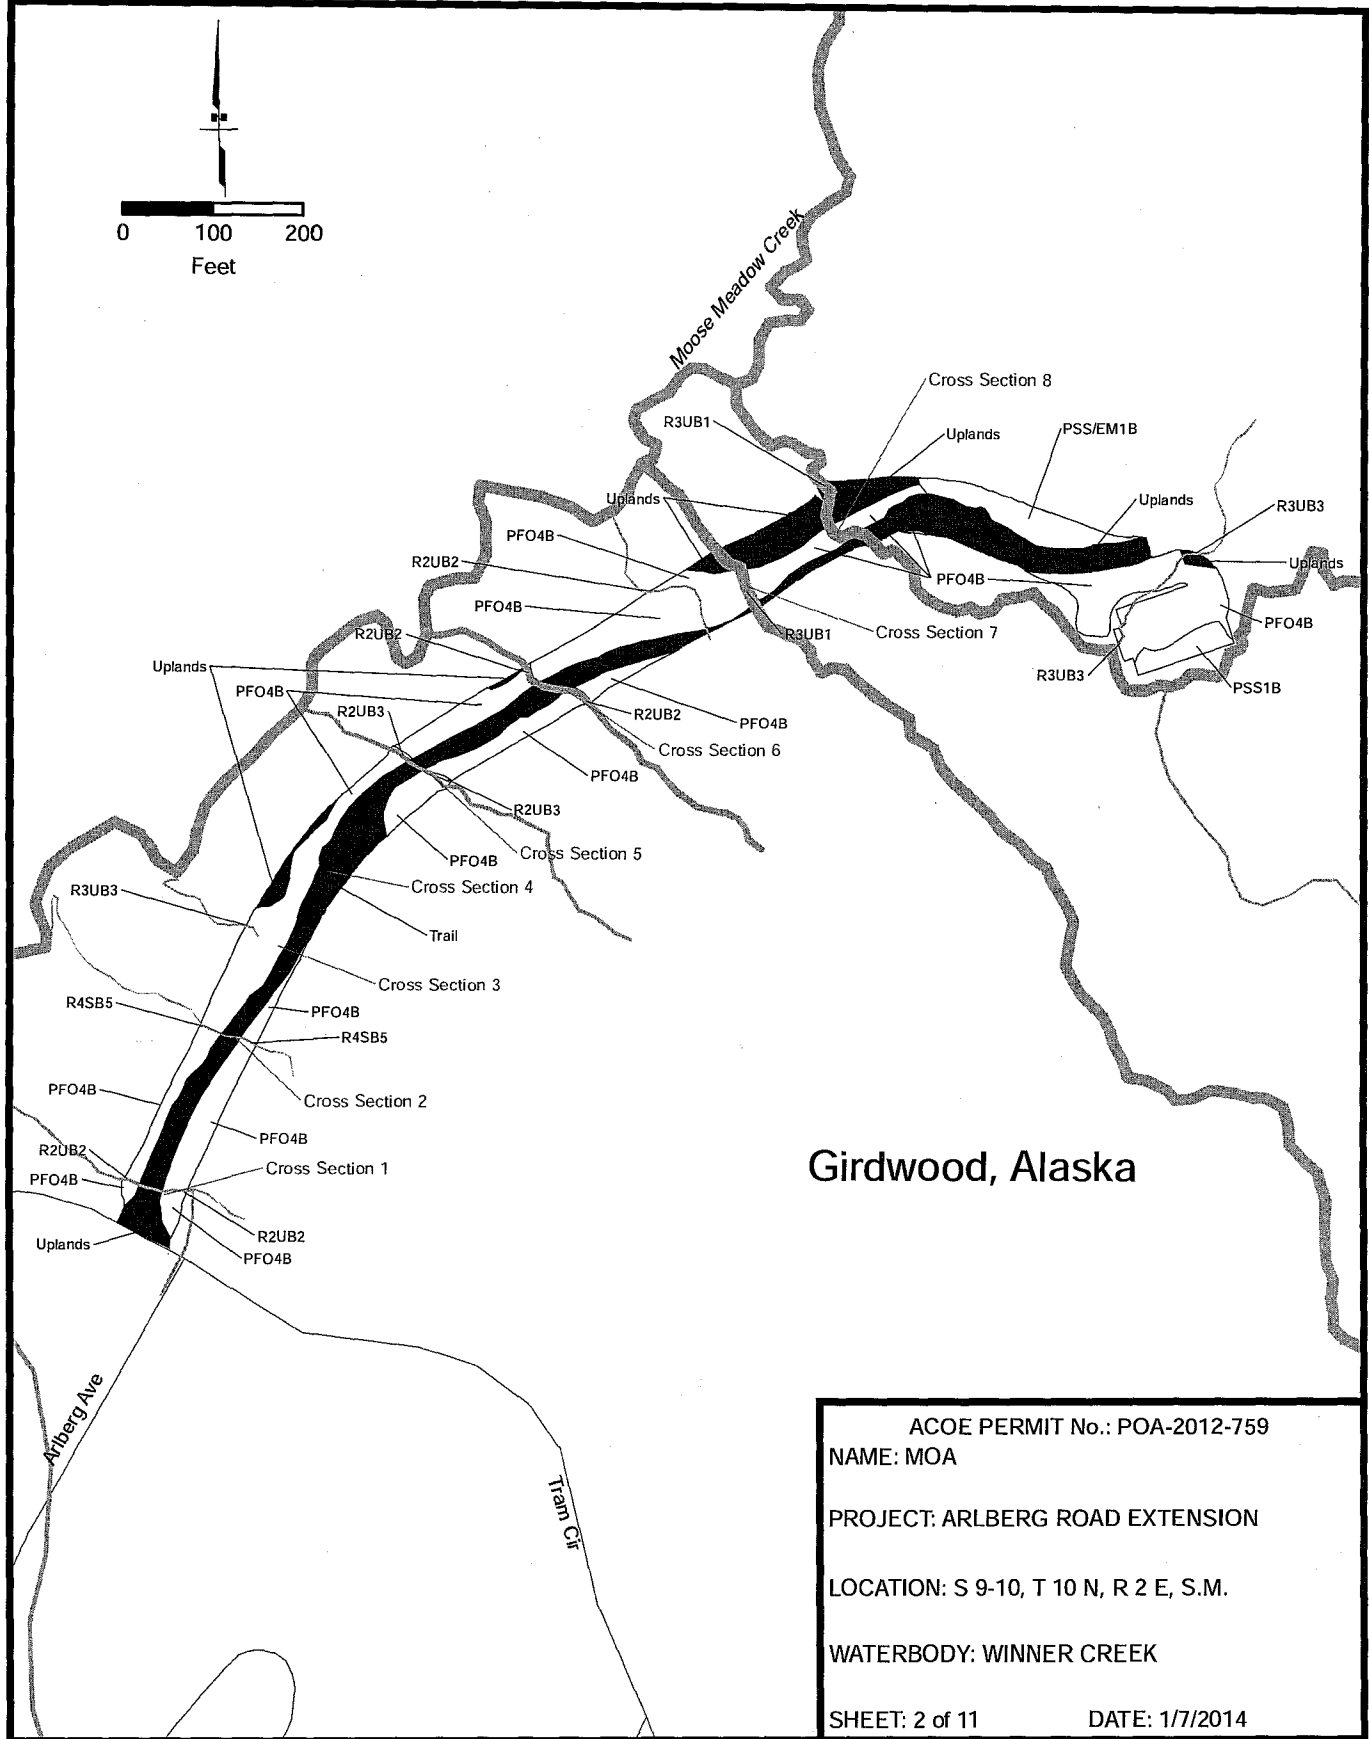 0 100 200
Feet
Moose Meadow Creek
Cross Section 8
R3UB1
Uplands
PSS/EM1B
Uplands
Uplands
R3UB3
PFO4B
R2UB2
Uplands
PFO4B
PFO4B
PFO4B
R2UB2
R3UB1
Cross Section 7
Uplands
R3UB3
PSS1B
PFO4B
R2UB3
R2UB2
PFO4B
Cross Section 6
PFO4B
R2UB3
Cross Section 5
PFO4B
Cross Section 4
R3UB3
Trail
Cross Section 3
R4SB5
PFO4B
R4SB5
PFO4B
Cross Section 2
PFO4B
R2UB2
Cross Section 1
PFO4B
Girdwood, Alaska
R2UB2
Uplands
PFO4B
Arlberg Ave
Tram Cir
ACOE PERMIT No.: POA-2012-759
NAME: MOA
PROJECT: ARLBERG ROAD EXTENSION
LOCATION: S 9-10, T 10 N, R 2 E, S.M.
WATERBODY: WINNER CREEK
SHEET: 2 of 11 DATE: 1/7/2014